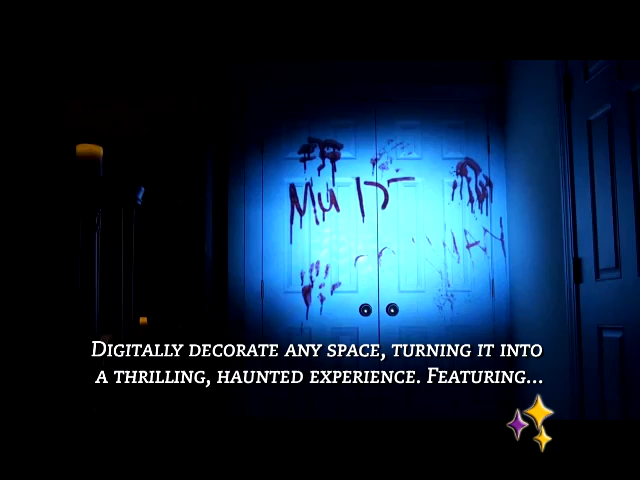 DIGITALLY DECORATE ANY SPACE, TURNING IT INTO
A THRILLING, HAUNTED EXPERIENCE. FEATURING...